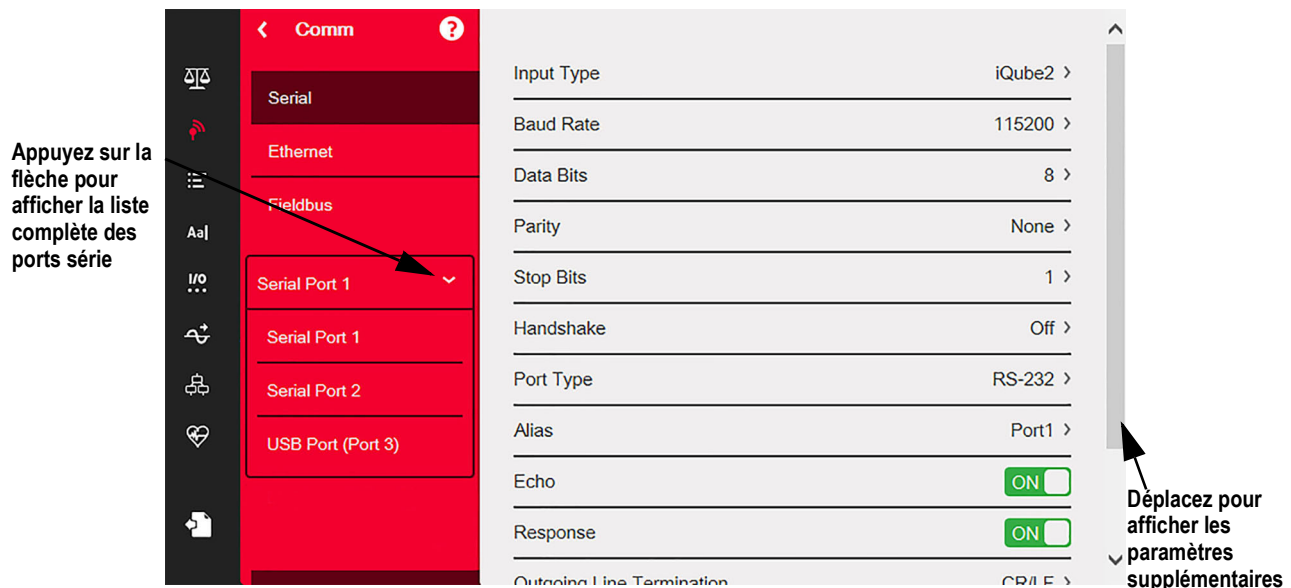 Comm ?
Serial
Ethernet
Fieldbus
Serial Port 1
Serial Port 1
Serial Port 2
USB Port (Port 3)
Aa
I/O
Appuyez sur la
flèche pour
afficher la liste
complète des
ports série
Input Type iQube2
Baud Rate 115200
Data Bits 8
Parity None
Stop Bits 1
Handshake Off
Port Type RS-232
Alias Port1
Echo ON
Response ON
Outgoing Line Termination CR/LF
Déplacez pour
afficher les
paramètres
supplémentaires